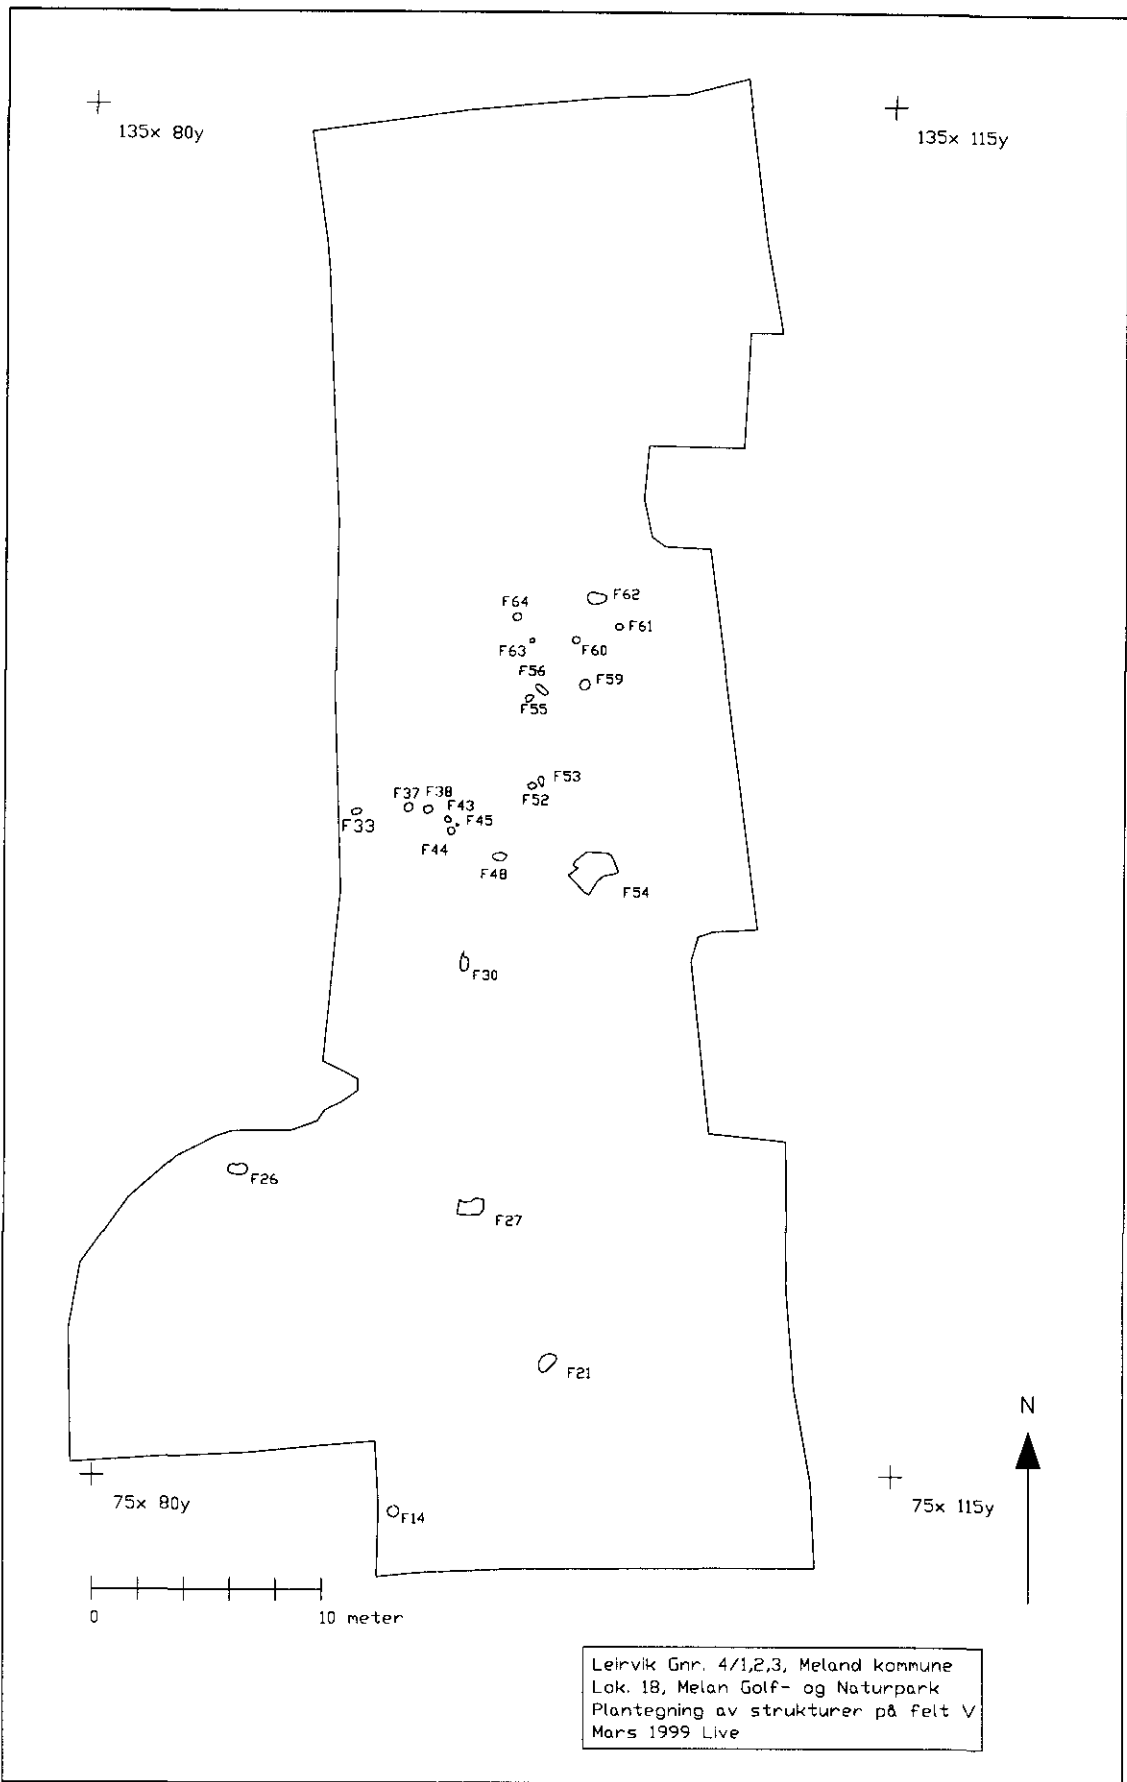 135x 80y
135x 115y
F64
F62
F61
F63
F60
F56
F59
F55
F53
F37 F38
F52
F43
F33
F45
F44
F48
F54
F30
F26
F27
F21
N
75x 80y
75x 115y
F14
0
10 meter
Leirvik Gnr. 4/1,2,3, Meland kommune
Lok. 18, Melan Golf- og Naturpark
Plantegning av strukturer på felt V
Mars 1999 Live